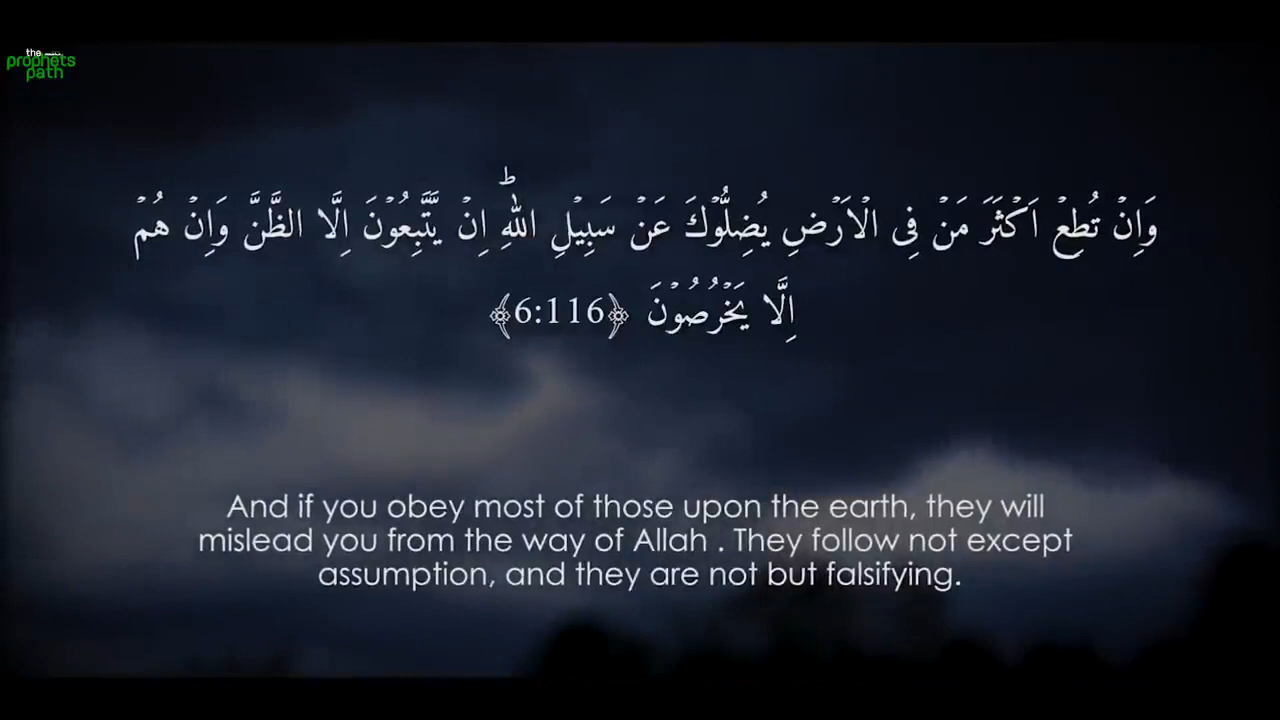 the
prophets
path
وَاِنۡ تُطِعۡ اَكۡثَرَ مَنۡ فِى الۡاَرۡضِ يُضِلُّوۡكَ عَنۡ سَبِيۡلِ اللّٰهِ‌ؕ اِنۡ يَّتَّبِعُوۡنَ اِلَّا الظَّنَّ وَاِنۡ هُمۡ
اِلَّا يَخۡرُصُوۡنَ ﴿6:116﴾
And if you obey most of those upon the earth, they will
mislead you from the way of Allah . They follow not except
assumption, and they are not but falsifying.